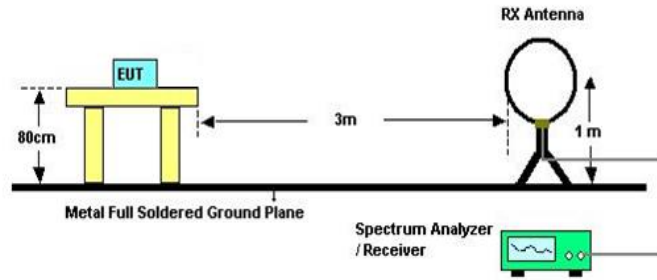 RX Antenna
EUT
80cm
3m
1 m
Metal Full Soldered Ground Plane
Spectrum Analyzer
/ Receiver